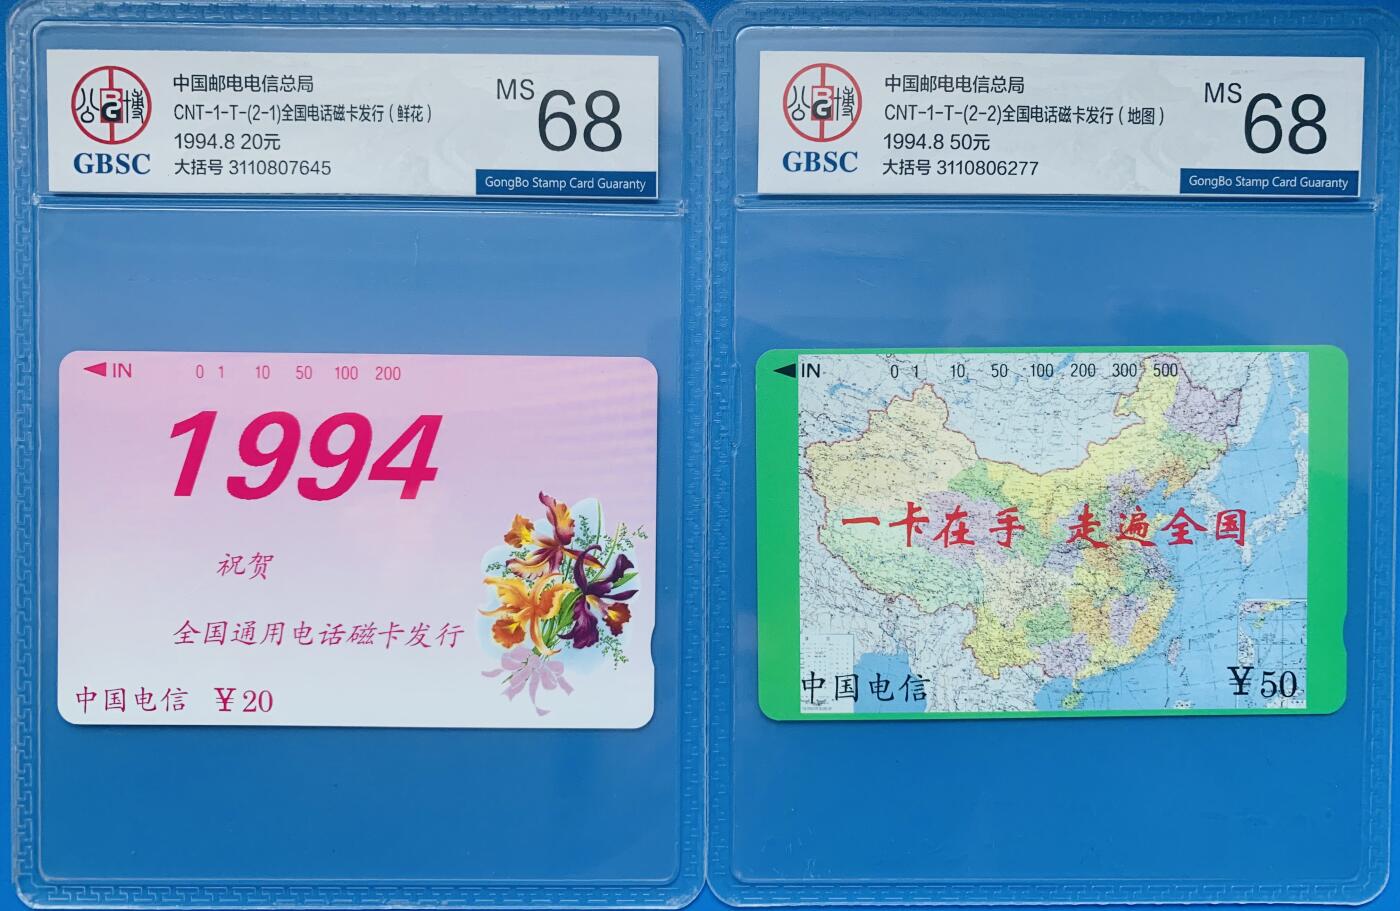 公博
BG
GBSC
中国邮电电信总局
CNT-1-T-(2-1)全国电话磁卡发行(鲜花)
1994.8 20元
大括号 3110807645
MS 68
GongBo Stamp Card Guaranty
IN 0 1 10 50 100 200
1994
祝贺
全国通用电话磁卡发行
中国电信 ¥20
公博
BG
GBSC
中国邮电电信总局
CNT-1-T-(2-2)全国电话磁卡发行(地图)
1994.8 50元
大括号 3110806277
MS 68
GongBo Stamp Card Guaranty
IN 0 1 10 50 100 200 300 500
一卡在手 走遍全国
中国电信 ¥50